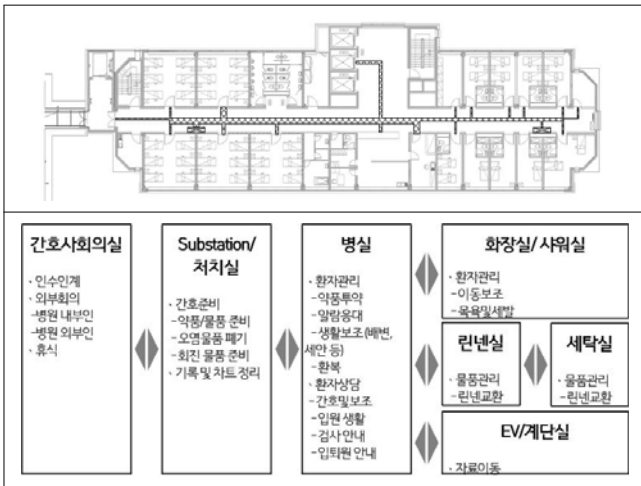 간호사회의실
、인수인계
、외부회의
-병원 내부인
-병원 외부인
、휴식
Substation/
처치실
、간호준비
-약품/물품 준비
-오염물품 폐기
-회진 물품 준비
、기록 및 차트 정리
병실
、환자관리
-약품투약
-알람응대
-생활보조(배변,
세안 등)
-환복
、환자상담
、간호및보조
-입원 생활
-검사 안내
-입퇴원 안내
화장실/샤워실
、환자관리
-이동보조
-목욕및세발
린넨실
、물품관리
-린넨교환
세탁실
、물품관리
-린넨교환
EV/계단실
、자료이동